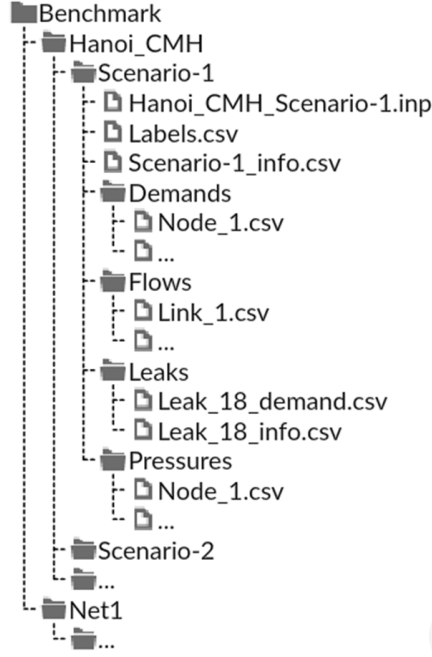 Benchmark
Hanoi_CMH
Scenario-1
Hanoi_CMH_Scenario-1.inp
Labels.csv
Scenario-1_info.csv
Demands
Node_1.csv
...
Flows
Link_1.csv
...
Leaks
Leak_18_demand.csv
Leak_18_info.csv
Pressures
Node_1.csv
...
Scenario-2
...
Net1
...